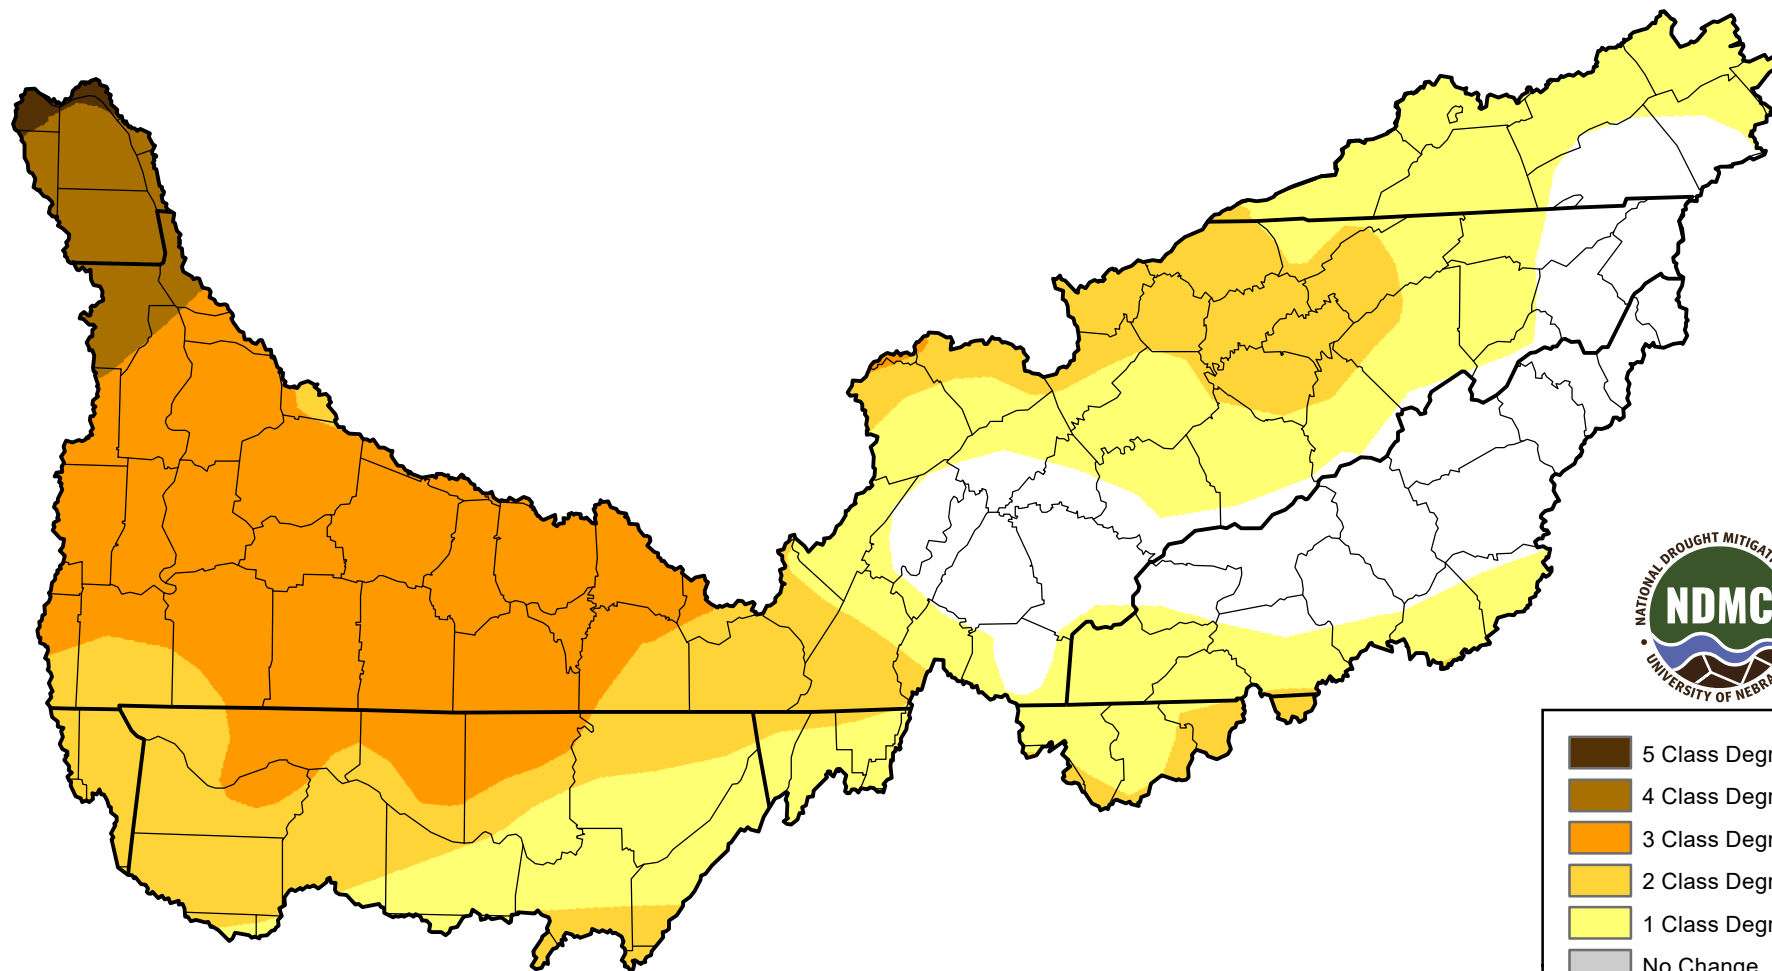 NATIONAL DROUGHT MITIGAT
NDMC
UNIVERSITY OF NEBRA
5 Class Degr
4 Class Degr
3 Class Degr
2 Class Degr
1 Class Degr
No Change